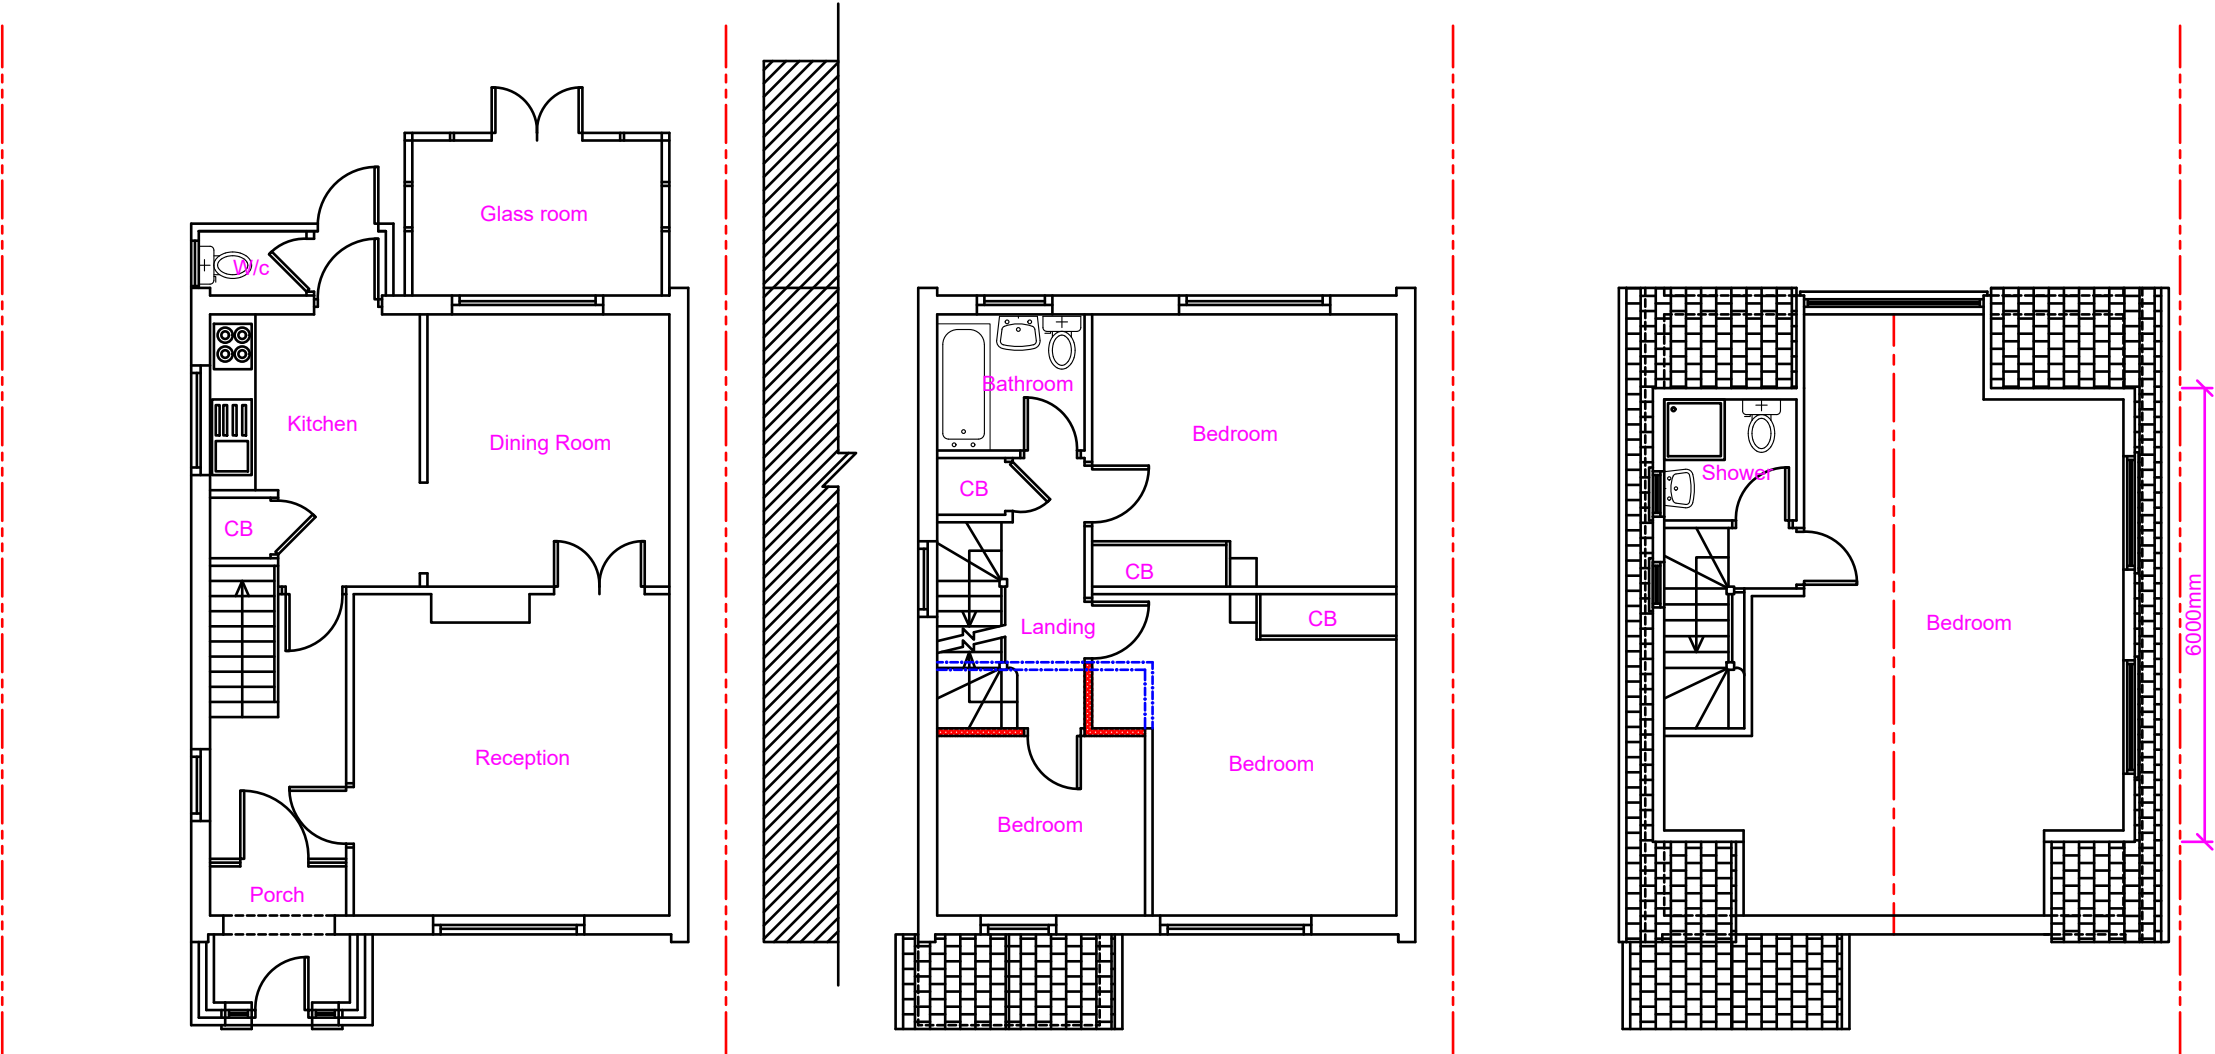 Glass room
W/c
Kitchen
Dining Room
CB
Reception
Porch
Bathroom
Bedroom
CB
CB
CB
Landing
Bedroom
Bedroom
Shower
Bedroom
6000mm